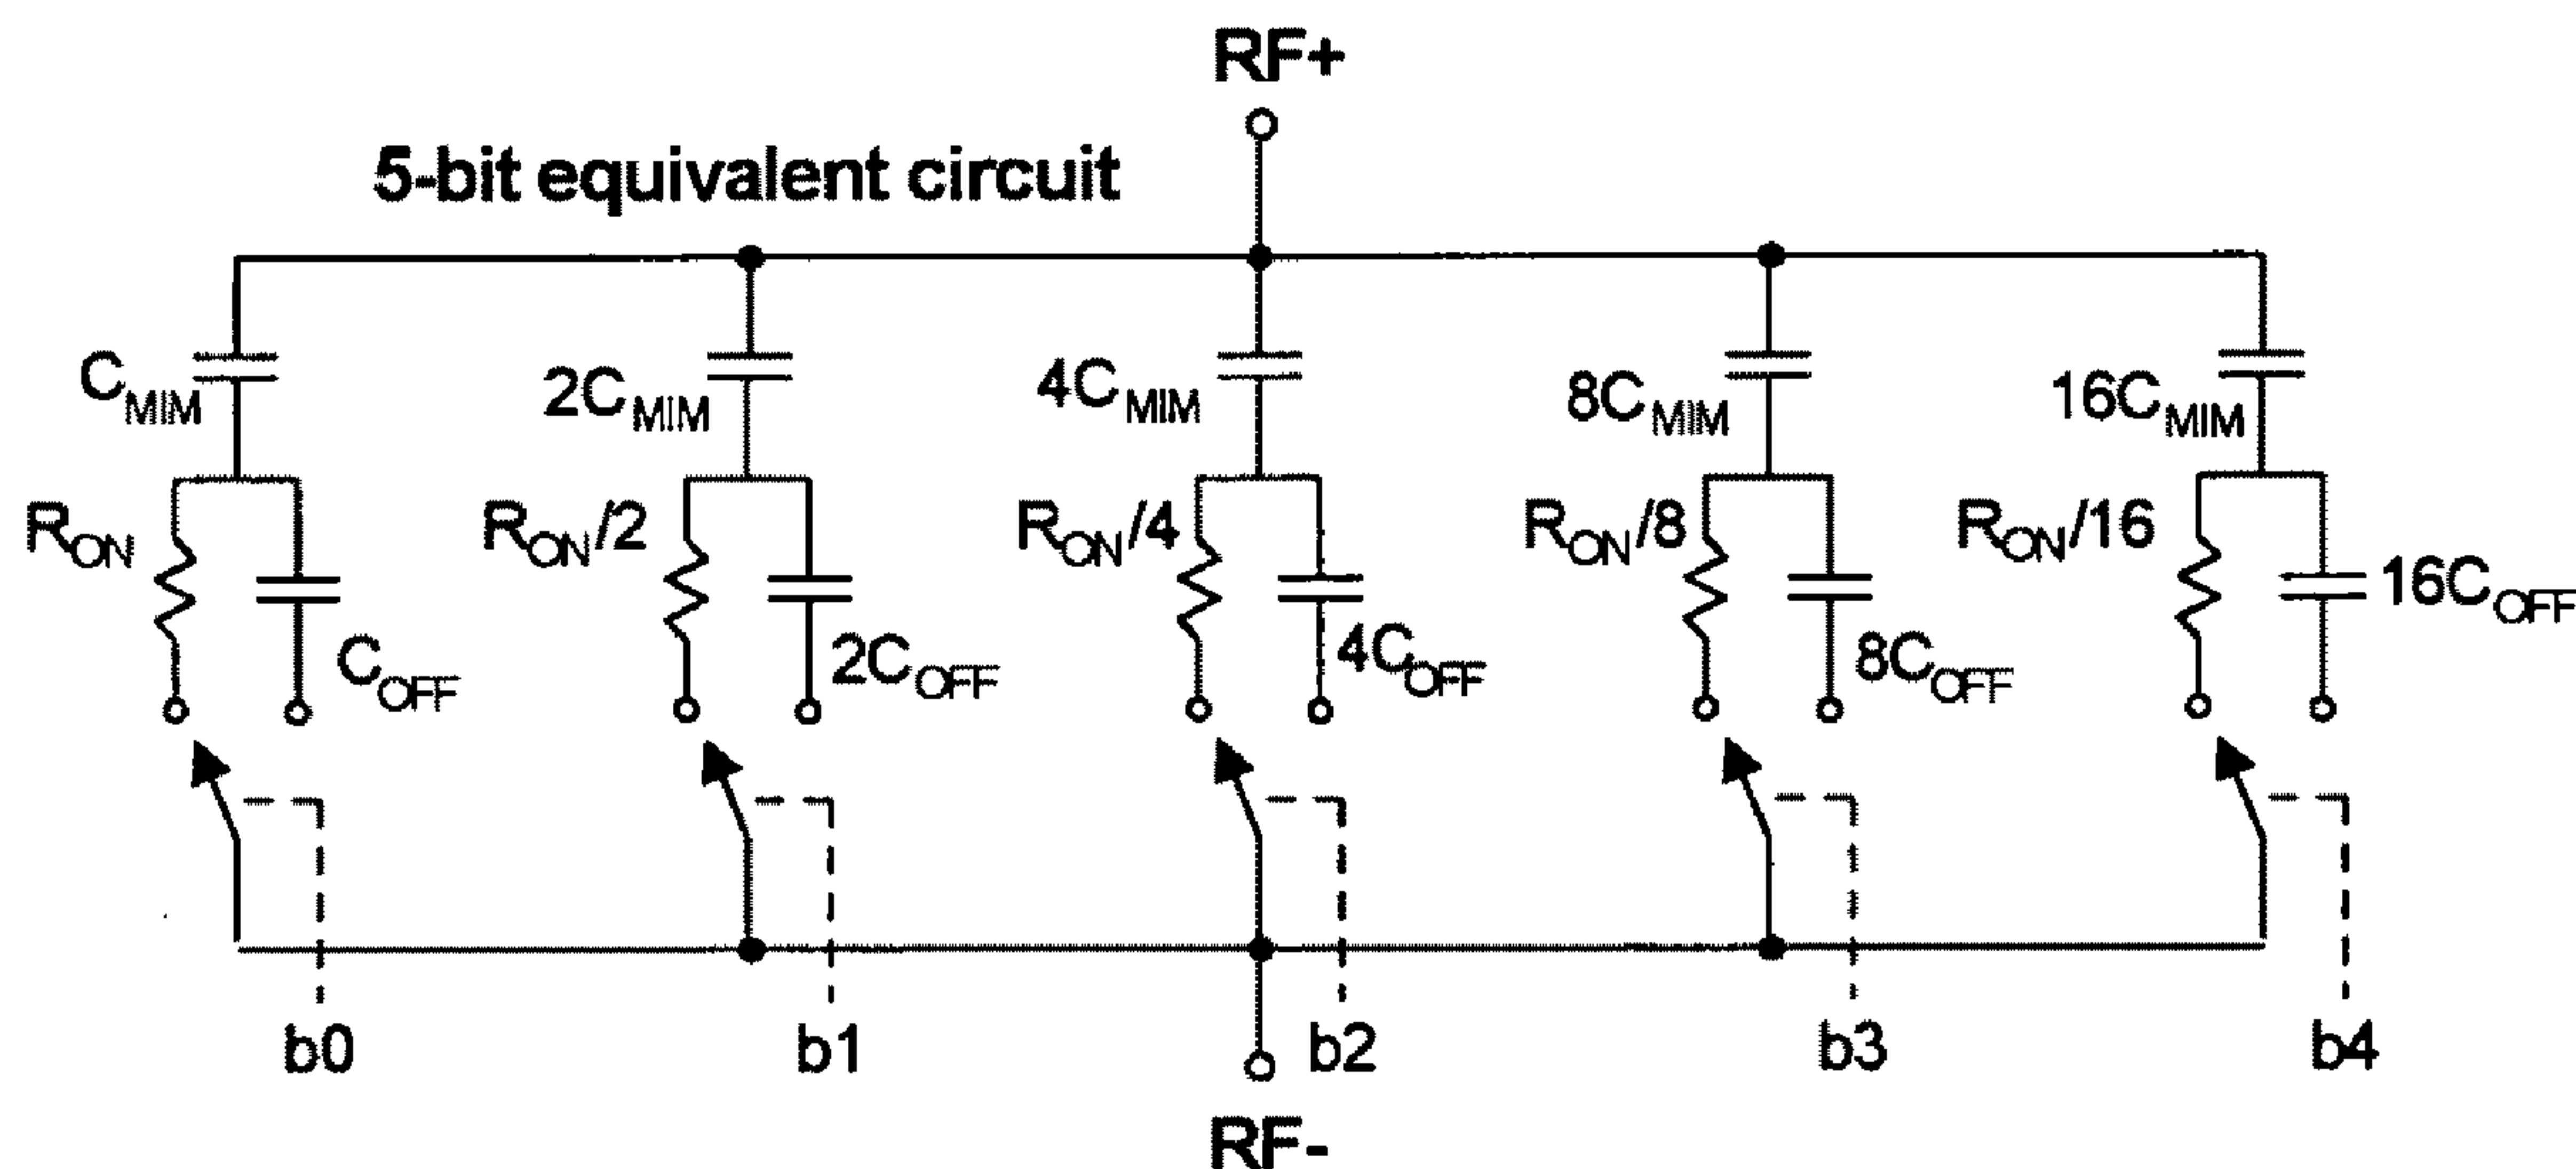 RF+
5-bit equivalent circuit
CMIM
2CMIM
4CMIM
8CMIM
16CMIM
RON
RON/2
RON/4
RON/8
RON/16
COFF
2COFF
4COFF
8COFF
16COFF
b0
b1
b2
b3
b4
RF-